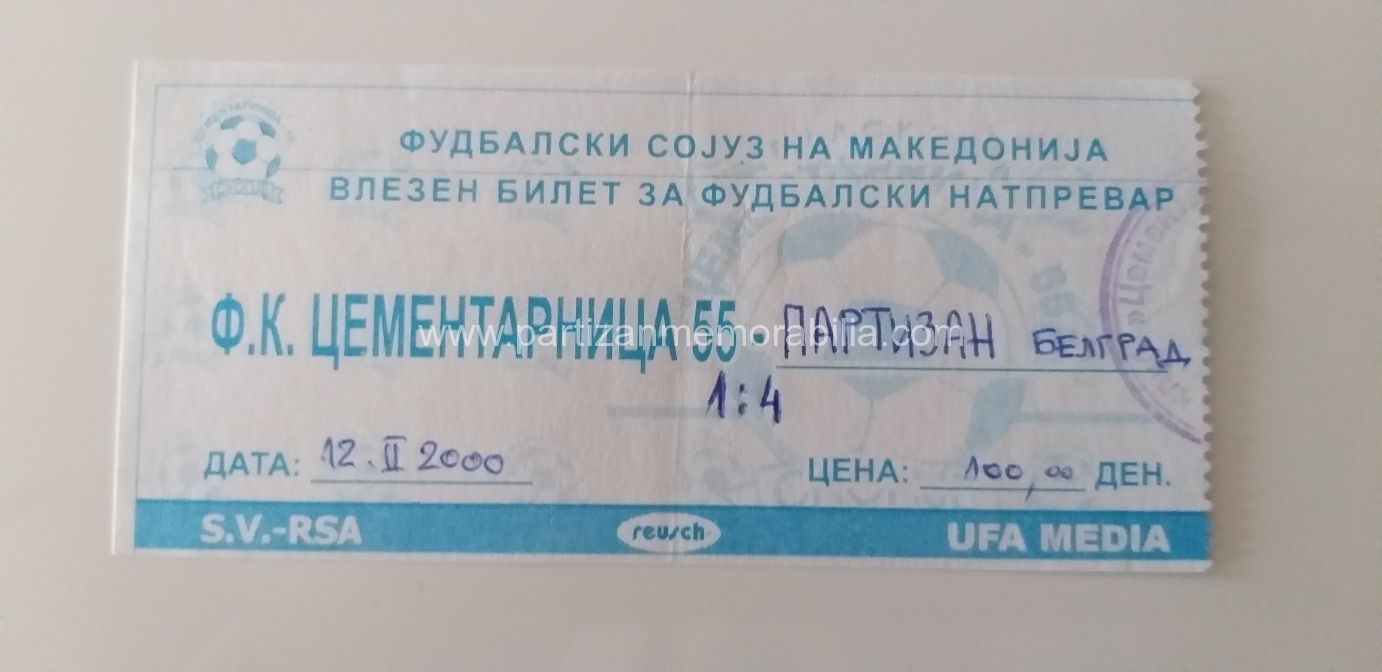 ФУДБАЛСКИ СОЈУЗ НА МАКЕДОНИЈА
ВЛЕЗЕН БИЛЕТ ЗА ФУДБАЛСКИ НАТПРЕВАР
Ф.К. ЦЕМЕНТАРНИЦА 55 - ПАРТИЗАН БЕЛГРАД
www.partizanmemorabilia.com
1:4
ДАТА: 12.II 2000 ЦЕНА: 100,00 ДЕН.
S.V.-RSA reusch UFA MEDIA